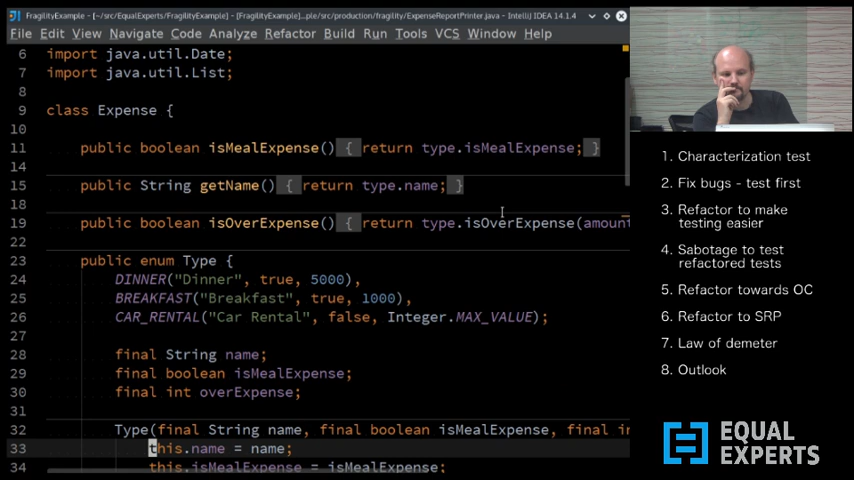 FragilityExample - [~/src/EqualExperts/FragilityExample] - [FragilityExample]...ple/src/production/fragility/ExpenseReportPrinter.java - IntelliJ IDEA 14.1.4
File Edit View Navigate Code Analyze Refactor Build Run Tools VCS Window Help
6 import java.util.Date;
7 import java.util.List;
8
9 class Expense {
10
11 public boolean isMealExpense() { return type.isMealExpense; }
14
15 public String getName() { return type.name; }
18
19 public boolean isOverExpense() { return type.isOverExpense(amount
22
23 public enum Type {
24 DINNER("Dinner", true, 5000),
25 BREAKFAST("Breakfast", true, 1000),
26 CAR_RENTAL("Car Rental", false, Integer.MAX_VALUE);
27
28 final String name;
29 final boolean isMealExpense;
30 final int overExpense;
31
32 Type(final String name, final boolean isMealExpense, final in
33 this.name = name;
34 this.isMealExpense = isMealExpense;
1. Characterization test
2. Fix bugs - test first
3. Refactor to make
testing easier
4. Sabotage to test
refactored tests
5. Refactor towards OC
6. Refactor to SRP
7. Law of demeter
8. Outlook
EQUAL
EXPERTS